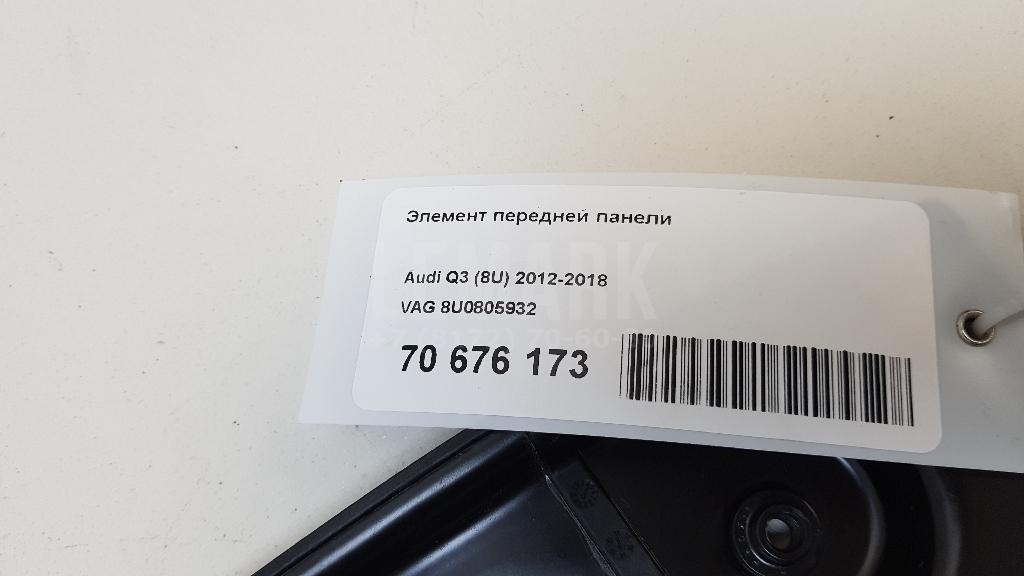 Элемент передней панели
Audi Q3 (8U) 2012-2018
VAG 8U0805932
70 676 173